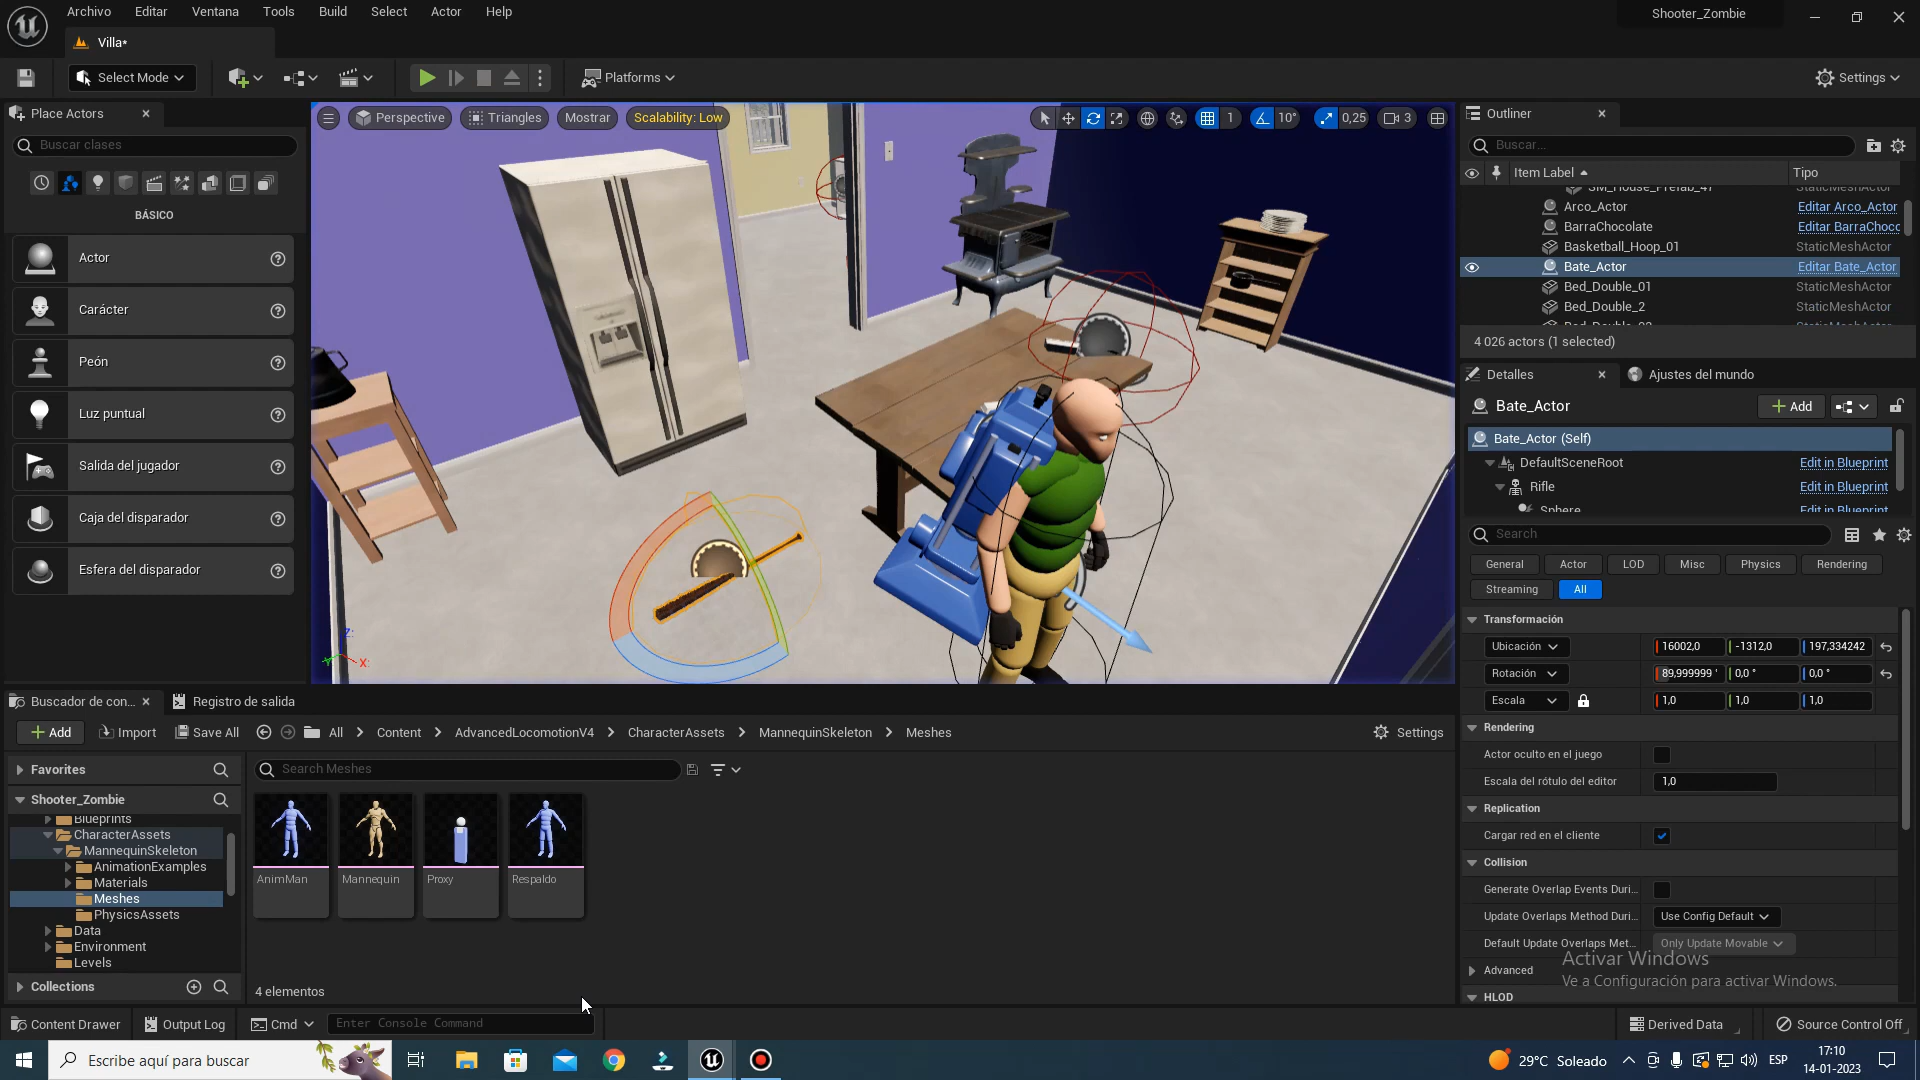 Archivo Editar Ventana Tools Build Select Actor Help
Shooter_Zombie
Villa*
Select Mode
Platforms
Settings
Place Actors
Buscar clases
BÁSICO
Actor
Carácter
Peón
Luz puntual
Salida del jugador
Caja del disparador
Esfera del disparador
Perspective Triangles Mostrar Scalability: Low
1 10° 0,25 3
Z:
X:
Outliner
Buscar...
Item Label Tipo
SM_House_Prefab_47 StaticMeshActor
Arco_Actor Editar Arco_Actor
BarraChocolate Editar BarraChocc
Basketball_Hoop_01 StaticMeshActor
Bate_Actor Editar Bate_Actor
Bed_Double_01 StaticMeshActor
Bed_Double_2 StaticMeshActor
4 026 actors (1 selected)
Detalles Ajustes del mundo
Bate_Actor Add
Bate_Actor (Self)
DefaultSceneRoot Edit in Blueprint
Rifle Edit in Blueprint
Sphere Edit in Blueprint
Search
General Actor LOD Misc Physics Rendering
Streaming All
Transformación
Ubicación 16002,0 -1312,0 197,334242
Rotación 89,999999 ° 0,0 ° 0,0 °
Escala 1,0 1,0 1,0
Rendering
Actor oculto en el juego
Escala del rótulo del editor 1,0
Replication
Cargar red en el cliente
Collision
Generate Overlap Events Duri...
Update Overlaps Method Duri... Use Config Default
Default Update Overlaps Met... Only Update Movable
Advanced
HLOD
Activar Windows
Ve a Configuración para activar Windows.
Buscador de con... Registro de salida
Add Import Save All All Content AdvancedLocomotionV4 CharacterAssets MannequinSkeleton Meshes Settings
Favorites
Shooter_Zombie
Blueprints
CharacterAssets
MannequinSkeleton
AnimationExamples
Materials
Meshes
PhysicsAssets
Data
Environment
Levels
Collections
Search Meshes
AnimMan Mannequin Proxy Respaldo
4 elementos
Content Drawer Output Log Cmd Enter Console Command Derived Data Source Control Off
Escribe aquí para buscar
29°C Soleado ESP 17:10
14-01-2023